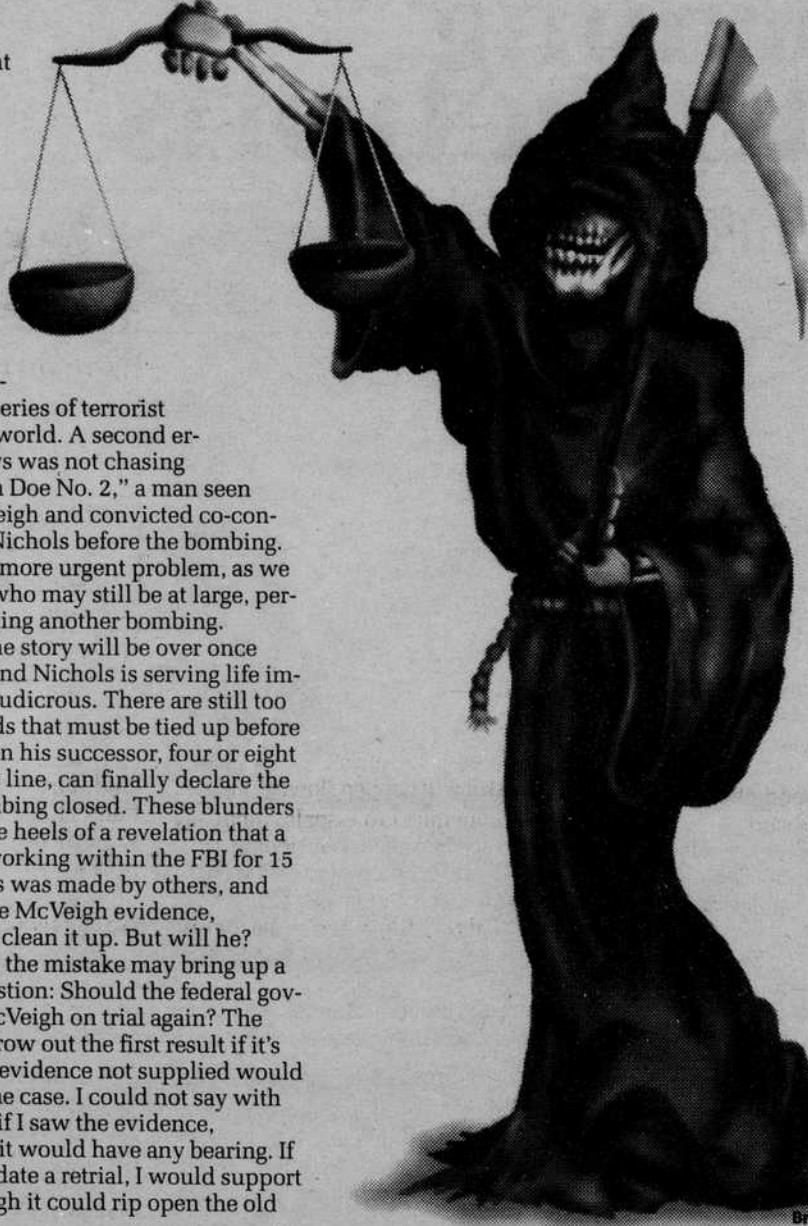 -
eries of terrorist
world. A second er-
s was not chasing
Doe No. 2,” a man seen
eigh and convicted co-con-
Nichols before the bombing.
more urgent problem, as we
who may still be at large, per-
ing another bombing.
e story will be over once
nd Nichols is serving life im-
udicrous. There are still too
ds that must be tied up before
n his successor, four or eight
line, can finally declare the
bing closed. These blunders
e heels of a revelation that a
working within the FBI for 15
s was made by others, and
e McVeigh evidence,
clean it up. But will he?
the mistake may bring up a
stion: Should the federal gov-
cVeigh on trial again? The
row out the first result if it’s
evidence not supplied would
he case. I could not say with
if I saw the evidence,
it would have any bearing. If
date a retrial, I would support
gh it could rip open the old